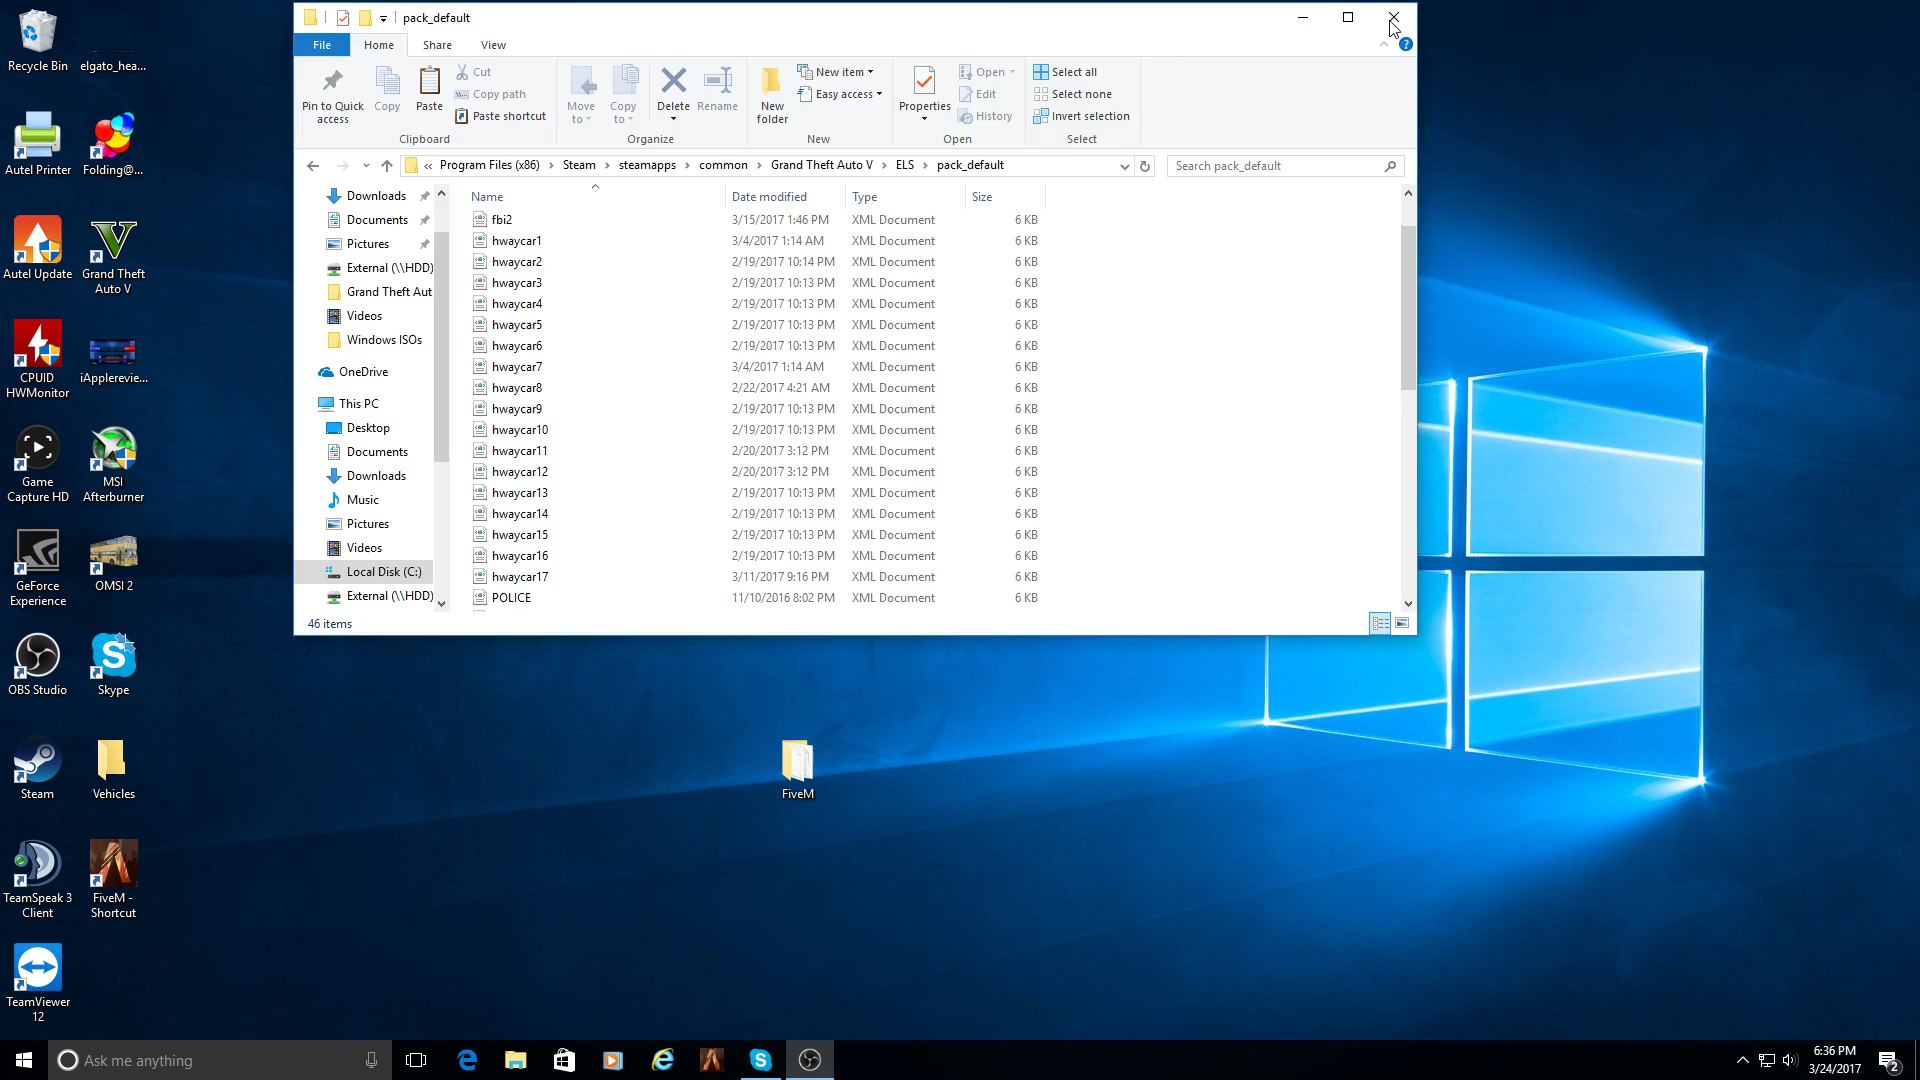 pack_default
File Home Share View
Pin to Quick access
Copy
Paste
Cut
Copy path
Paste shortcut
Clipboard
Move to
Copy to
Delete
Rename
Organize
New folder
New item
Easy access
New
Properties
Open
Edit
History
Open
Select all
Select none
Invert selection
Select
« Program Files (x86) > Steam > steamapps > common > Grand Theft Auto V > ELS > pack_default
Search pack_default
Downloads
Documents
Pictures
External (\\HDD)
Grand Theft Aut
Videos
Windows ISOs
OneDrive
This PC
Desktop
Documents
Downloads
Music
Pictures
Videos
Local Disk (C:)
External (\\HDD)
Name Date modified Type Size
fbi2 3/15/2017 1:46 PM XML Document 6 KB
hwaycar1 3/4/2017 1:14 AM XML Document 6 KB
hwaycar2 2/19/2017 10:14 PM XML Document 6 KB
hwaycar3 2/19/2017 10:13 PM XML Document 6 KB
hwaycar4 2/19/2017 10:13 PM XML Document 6 KB
hwaycar5 2/19/2017 10:13 PM XML Document 6 KB
hwaycar6 2/19/2017 10:13 PM XML Document 6 KB
hwaycar7 3/4/2017 1:14 AM XML Document 6 KB
hwaycar8 2/22/2017 4:21 AM XML Document 6 KB
hwaycar9 2/19/2017 10:13 PM XML Document 6 KB
hwaycar10 2/19/2017 10:13 PM XML Document 6 KB
hwaycar11 2/20/2017 3:12 PM XML Document 6 KB
hwaycar12 2/20/2017 3:12 PM XML Document 6 KB
hwaycar13 2/19/2017 10:13 PM XML Document 6 KB
hwaycar14 2/19/2017 10:13 PM XML Document 6 KB
hwaycar15 2/19/2017 10:13 PM XML Document 6 KB
hwaycar16 2/19/2017 10:13 PM XML Document 6 KB
hwaycar17 3/11/2017 9:16 PM XML Document 6 KB
POLICE 11/10/2016 8:02 PM XML Document 6 KB
46 items
Recycle Bin
elgato_hea...
Autel Printer
Folding@...
Autel Update
Grand Theft
Auto V
CPUID
HWMonitor
iApplerevie...
Game
Capture HD
MSI
Afterburner
GeForce
Experience
OMSI 2
OBS Studio
Skype
Steam
Vehicles
TeamSpeak 3
Client
FiveM -
Shortcut
TeamViewer
12
FiveM
Ask me anything
6:36 PM
3/24/2017
2